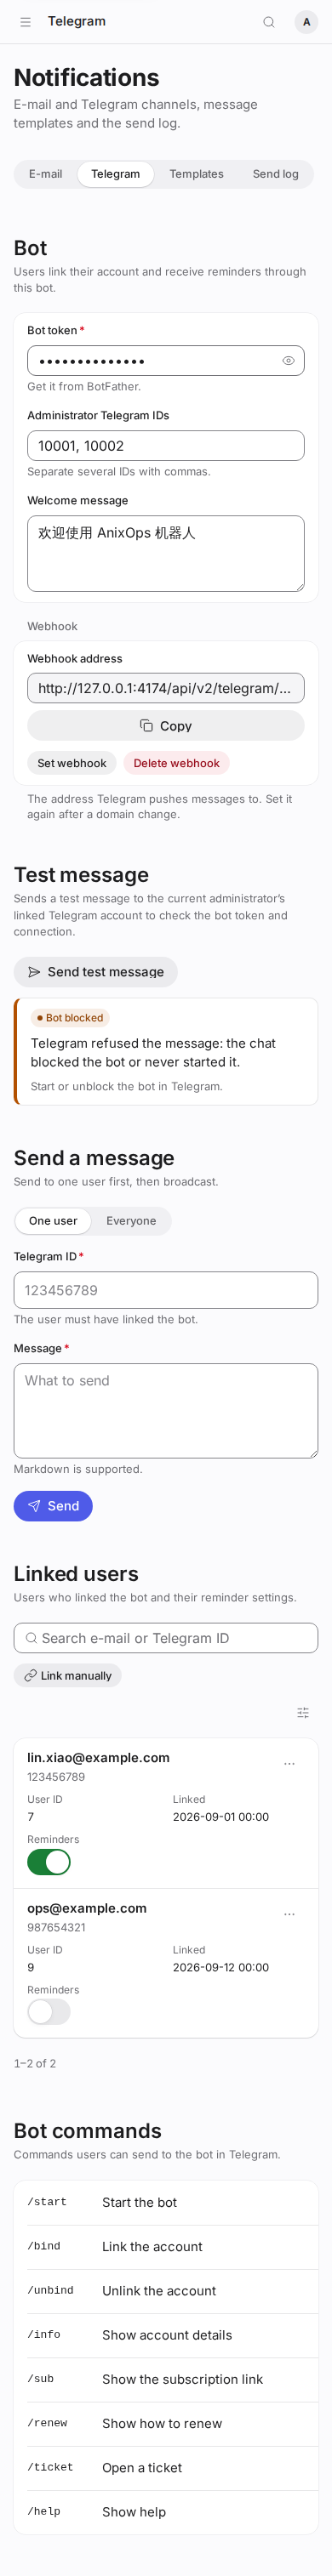 Telegram
A
Notifications
E-mail and Telegram channels, message
templates and the send log.
E-mail
Telegram
Templates
Send log
Bot
Users link their account and receive reminders through
this bot.
Bot token *
••••••••••••••
Get it from BotFather.
Administrator Telegram IDs
10001, 10002
Separate several IDs with commas.
Welcome message
欢迎使用 AnixOps 机器人
Webhook
Webhook address
http://127.0.0.1:4174/api/v2/telegram/...
Copy
Set webhook
Delete webhook
The address Telegram pushes messages to. Set it
again after a domain change.
Test message
Sends a test message to the current administrator’s
linked Telegram account to check the bot token and
connection.
Send test message
Bot blocked
Telegram refused the message: the chat
blocked the bot or never started it.
Start or unblock the bot in Telegram.
Send a message
Send to one user first, then broadcast.
One user
Everyone
Telegram ID *
123456789
The user must have linked the bot.
Message *
What to send
Markdown is supported.
Send
Linked users
Users who linked the bot and their reminder settings.
Search e-mail or Telegram ID
Link manually
lin.xiao@example.com
123456789
User ID
Linked
7
2026-09-01 00:00
Reminders
ops@example.com
987654321
User ID
Linked
9
2026-09-12 00:00
Reminders
1–2 of 2
Bot commands
Commands users can send to the bot in Telegram.
/start Start the bot
/bind Link the account
/unbind Unlink the account
/info Show account details
/sub Show the subscription link
/renew Show how to renew
/ticket Open a ticket
/help Show help